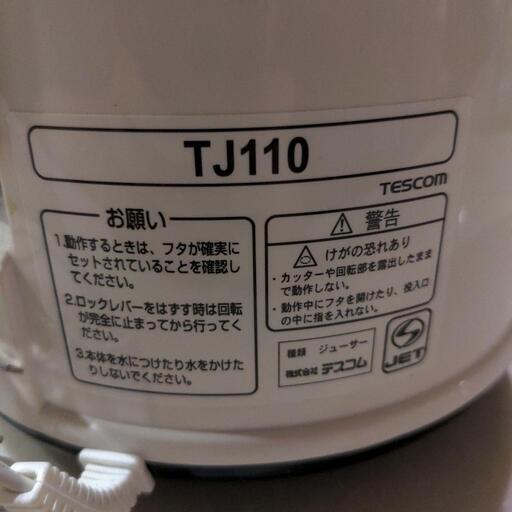 TJ110
TESCOM
お願い
1.動作するときは、フタが確実に
セットされていることを確認し
てください。
2.ロックレバーをはずす時は回転
が完全に止まってから行ってく
ださい。
3.本体を水につけたり水をかけた
りしないでください。
警告
けがの恐れあり
・カッターや回転部を露出したまま
で動作しない。
・動作中にフタを開けたり、投入口
の中に指を入れない。
種類 ジューサー
株式会社 テスコム
JET